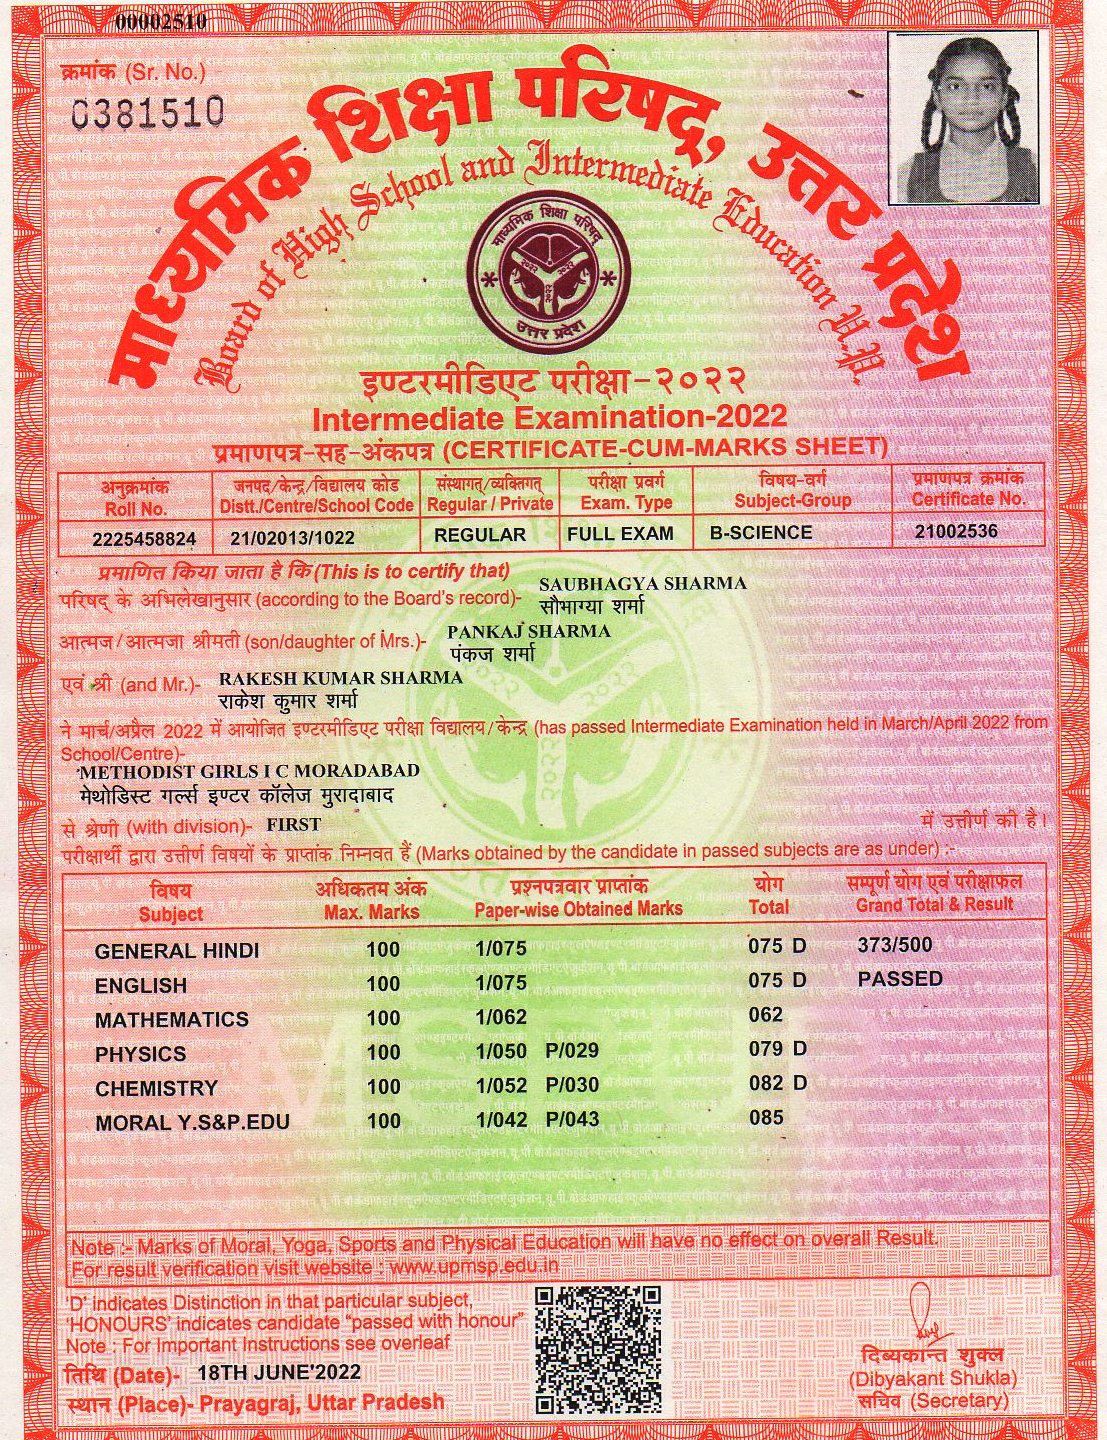 00002510
क्रमांक (Sr. No.)
0381510
माध्यमिक शिक्षा परिषद्, उत्तर प्रदेश
Board of High School and Intermediate Education U.P.
माध्यमिक शिक्षा परिषद्
२०२२ २०२२
२०२२
उत्तर प्रदेश
इण्टरमीडिएट परीक्षा-२०२२
Intermediate Examination-2022
प्रमाणपत्र-सह-अंकपत्र (CERTIFICATE-CUM-MARKS SHEET)
अनुक्रमांक जनपद/केन्द्र/विद्यालय कोड संस्थागत्/व्यक्तिगत् परीक्षा प्रवर्ग विषय-वर्ग प्रमाणपत्र क्रमांक
Roll No. Distt./Centre/School Code Regular / Private Exam. Type Subject-Group Certificate No.
2225458824 21/02013/1022 REGULAR FULL EXAM B-SCIENCE 21002536
प्रमाणित किया जाता है कि (This is to certify that)
SAUBHAGYA SHARMA
परिषद् के अभिलेखानुसार (according to the Board's record)- सौभाग्या शर्मा
PANKAJ SHARMA
आत्मज/आत्मजा श्रीमती (son/daughter of Mrs.)- पंकज शर्मा
एवं श्री (and Mr.)- RAKESH KUMAR SHARMA
राकेश कुमार शर्मा
ने मार्च/अप्रैल 2022 में आयोजित इण्टरमीडिएट परीक्षा विद्यालय/केन्द्र (has passed Intermediate Examination held in March/April 2022 from
School/Centre)-
METHODIST GIRLS I C MORADABAD
मेथोडिस्ट गर्ल्स इण्टर कॉलेज मुरादाबाद
से श्रेणी (with division)- FIRST में उत्तीर्ण की है।
परीक्षार्थी द्वारा उत्तीर्ण विषयों के प्राप्तांक निम्नवत हैं (Marks obtained by the candidate in passed subjects are as under) :-
विषय अधिकतम अंक प्रश्नपत्रवार प्राप्तांक योग सम्पूर्ण योग एवं परीक्षाफल
Subject Max. Marks Paper-wise Obtained Marks Total Grand Total & Result
GENERAL HINDI 100 1/075 075 D 373/500
ENGLISH 100 1/075 075 D PASSED
MATHEMATICS 100 1/062 062
PHYSICS 100 1/050 P/029 079 D
CHEMISTRY 100 1/052 P/030 082 D
MORAL Y.S&P.EDU 100 1/042 P/043 085
Note :- Marks of Moral, Yoga, Sports and Physical Education will have no effect on overall Result.
For result verification visit website : www.upmsp.edu.in
'D' indicates Distinction in that particular subject,
'HONOURS' indicates candidate "passed with honour"
Note : For Important Instructions see overleaf
तिथि (Date)- 18TH JUNE'2022
स्थान (Place)- Prayagraj, Uttar Pradesh
दिब्यकान्त शुक्ल
(Dibyakant Shukla)
सचिव (Secretary)